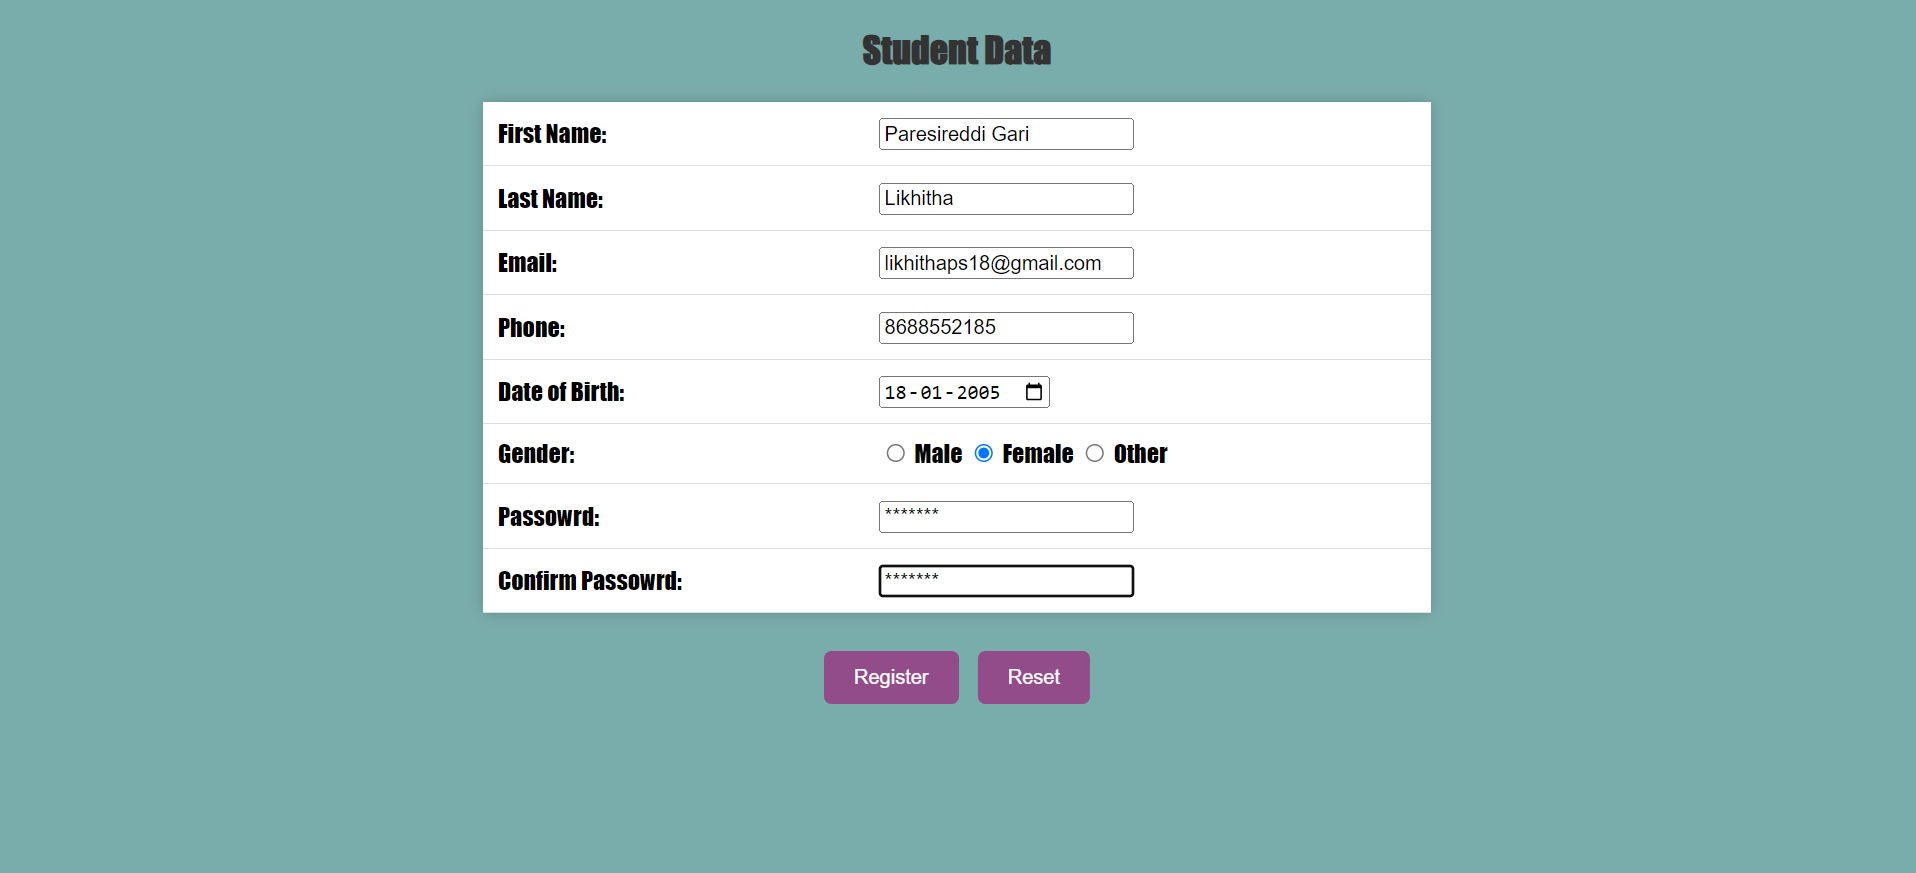 Student Data
First Name: Paresireddi Gari
Last Name: Likhitha
Email: likhithaps18@gmail.com
Phone: 8688552185
Date of Birth: 18-01-2005
Gender: Male Female Other
Passowrd: *******
Confirm Passowrd: *******
Register Reset